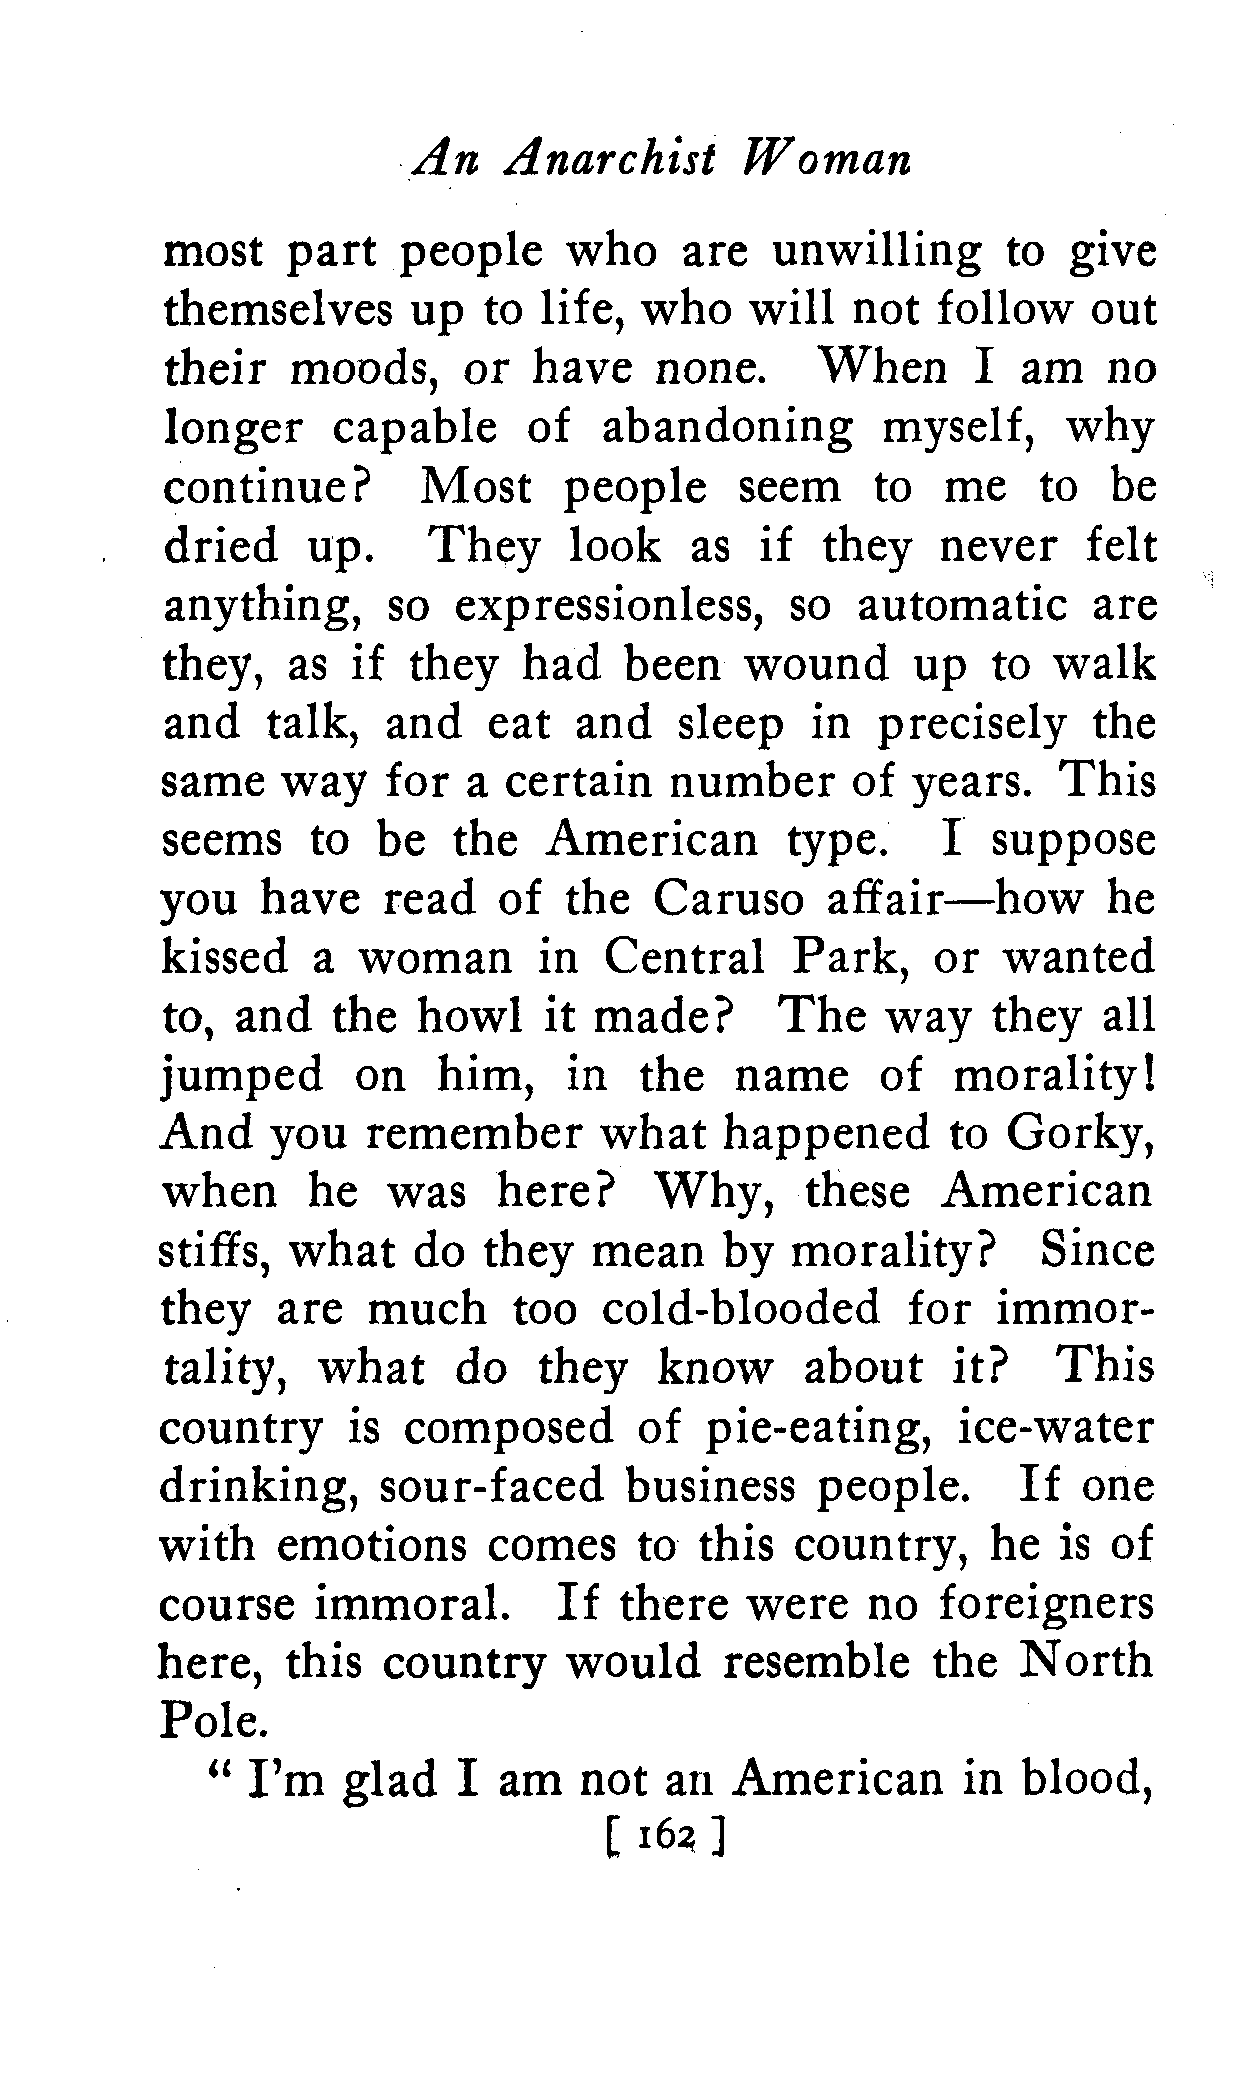 An Anarchist Woman
most part people who are unwilling to give
themselves up to life, who will not follow out
their moods, or have none. When I am no
longer capable of abandoning myself, why
continue? Most people seem to me to be
dried up. They look as if they never felt
anything, so expressionless, so automatic are
they, as if they had been wound up to walk
and talk, and eat and sleep in precisely the
same way for a certain number of years. This
seems to be the American type. I suppose
you have read of the Caruso affair—how he
kissed a woman in Central Park, or wanted
to, and the howl it made? The way they all
jumped on him, in the name of morality!
And you remember what happened to Gorky,
when he was here? Why, these American
stiffs, what do they mean by morality? Since
they are much too cold-blooded for immor-
tality, what do they know about it? This
country is composed of pie-eating, ice-water
drinking, sour-faced business people. If one
with emotions comes to this country, he is of
course immoral. If there were no foreigners
here, this country would resemble the North
Pole.
“ I’m glad I am not an American in blood,
[ 162 ]